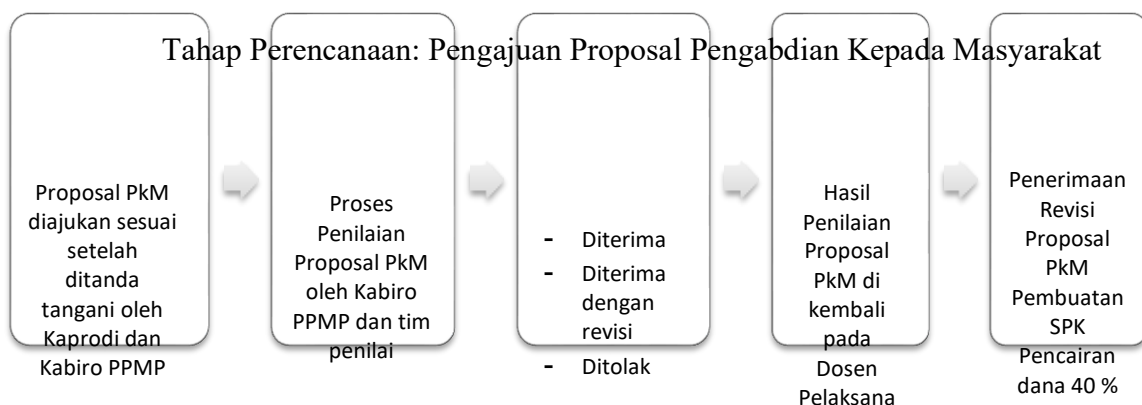 Tahap Perencanaan: Pengajuan Proposal Pengabdian Kepada Masyarakat
Proposal PkM
diajukan sesuai
setelah
ditanda
tangani oleh
Kaprodi dan
Kabiro PPMP
Proses
Penilaian
Proposal PkM
oleh Kabiro
PPMP dan tim
penilai
- Diterima
- Diterima
dengan
revisi
- Ditolak
Hasil
Penilaian
Proposal
PkM di
kembali
pada
Dosen
Pelaksana
Penerimaan
Revisi
Proposal
PkM
Pembuatan
SPK
Pencairan
dana 40 %